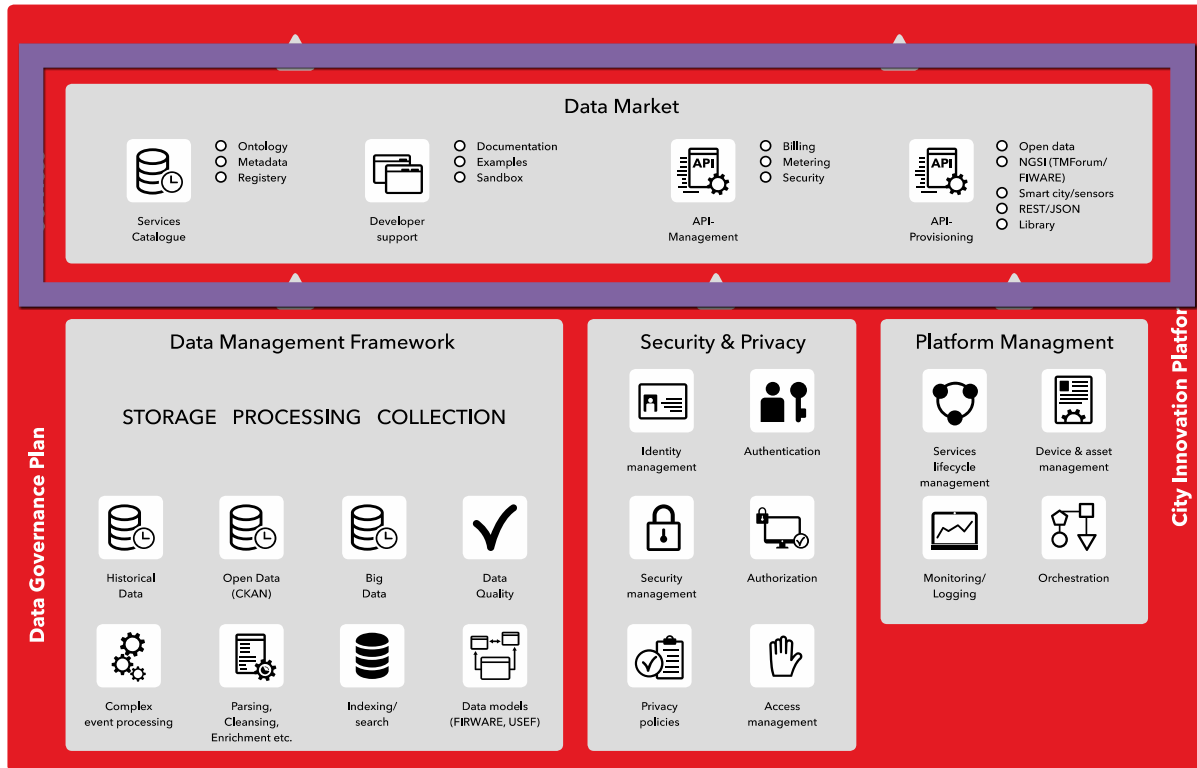 Data Market
Ontology
Metadata
Registery
Services
Catalogue
Documentation
Examples
Sandbox
Developer
support
API
Billing
Metering
Security
API-
Management
API
Open data
NGSI (TMForum/
FIWARE)
Smart city/sensors
REST/JSON
Library
API-
Provisioning
Data Governance Plan
Data Management Framework
STORAGE PROCESSING COLLECTION
Historical
Data
Open Data
(CKAN)
Big
Data
Data
Quality
Complex
event processing
Parsing,
Cleansing,
Enrichment etc.
Indexing/
search
Data models
(FIRWARE, USEF)
Security & Privacy
Identity
management
Authentication
Security
management
Authorization
Privacy
policies
Access
management
Platform Managment
Services
lifecycle
management
Device & asset
management
Monitoring/
Logging
Orchestration
City Innovation Platform